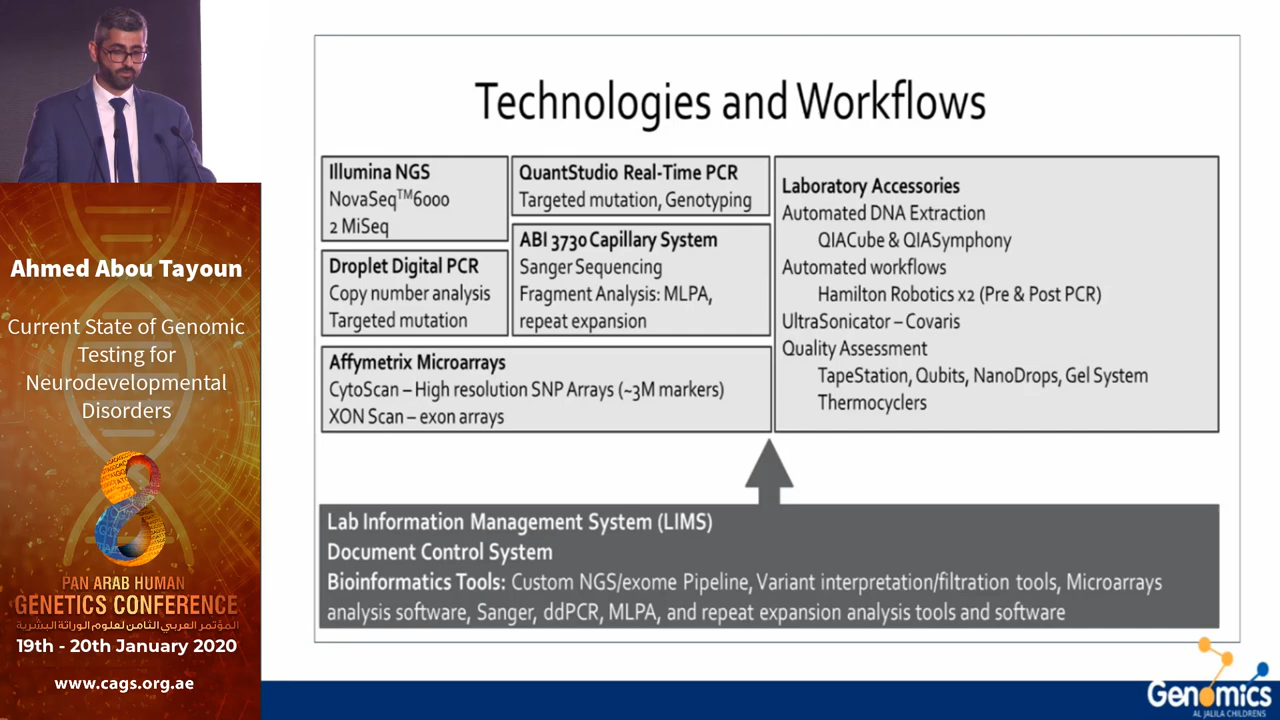 Ahmed Abou Tayoun
Current State of Genomic
Testing for
Neurodevelopmental
Disorders
PAN ARAB HUMAN
GENETICS CONFERENCE
المؤتمر العربي الثامن لعلوم الوراثة البشرية
19th - 20th January 2020
www.cags.org.ae
Technologies and Workflows
Illumina NGS
NovaSeq™6000
2 MiSeq
Droplet Digital PCR
Copy number analysis
Targeted mutation
QuantStudio Real-Time PCR
Targeted mutation, Genotyping
ABI 3730 Capillary System
Sanger Sequencing
Fragment Analysis: MLPA,
repeat expansion
Affymetrix Microarrays
CytoScan – High resolution SNP Arrays (~3M markers)
XON Scan – exon arrays
Laboratory Accessories
Automated DNA Extraction
QIACube & QIASymphony
Automated workflows
Hamilton Robotics x2 (Pre & Post PCR)
UltraSonicator – Covaris
Quality Assessment
TapeStation, Qubits, NanoDrops, Gel System
Thermocyclers
Lab Information Management System (LIMS)
Document Control System
Bioinformatics Tools: Custom NGS/exome Pipeline, Variant interpretation/filtration tools, Microarrays
analysis software, Sanger, ddPCR, MLPA, and repeat expansion analysis tools and software
Genomics
AL JALILA CHILDRENS